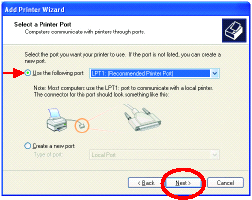 Add Printer Wizard
Select a Printer Port
Computers communicate with printers through ports.
Select the port you want your printer to use. If the port is not listed, you can create a
new port.
Use the following port: LPT1: (Recommended Printer Port)
Note: Most computers use the LPT1: port to communicate with a local printer.
The connector for this port should look something like this:
Create a new port:
Type of port: Local Port
< Back Next > Cancel